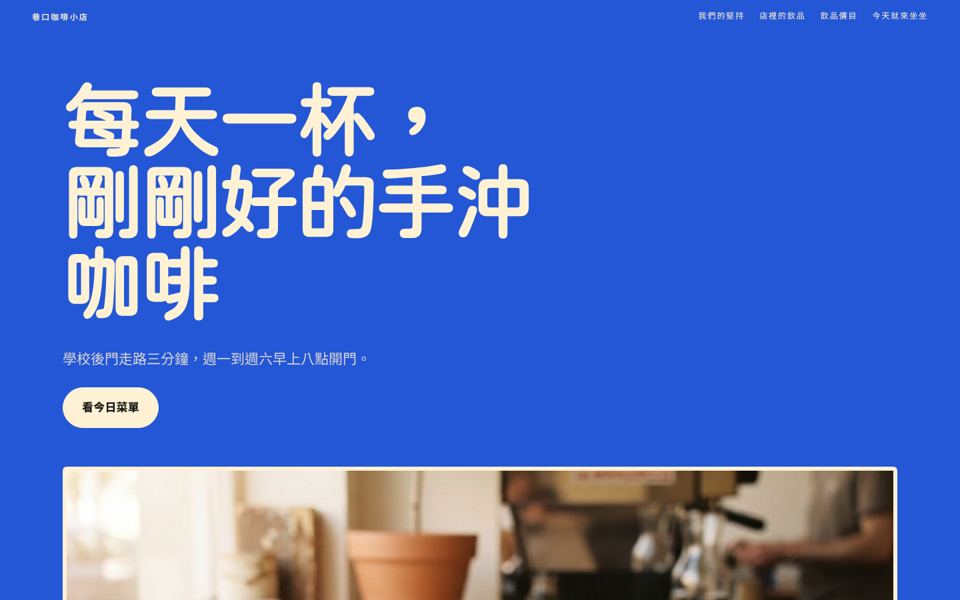 巷口咖啡小店
我們的堅持 店裡的飲品 飲品價目 今天就來坐坐
每天一杯，
剛剛好的手沖
咖啡
學校後門走路三分鐘，週一到週六早上八點開門。
看今日菜單